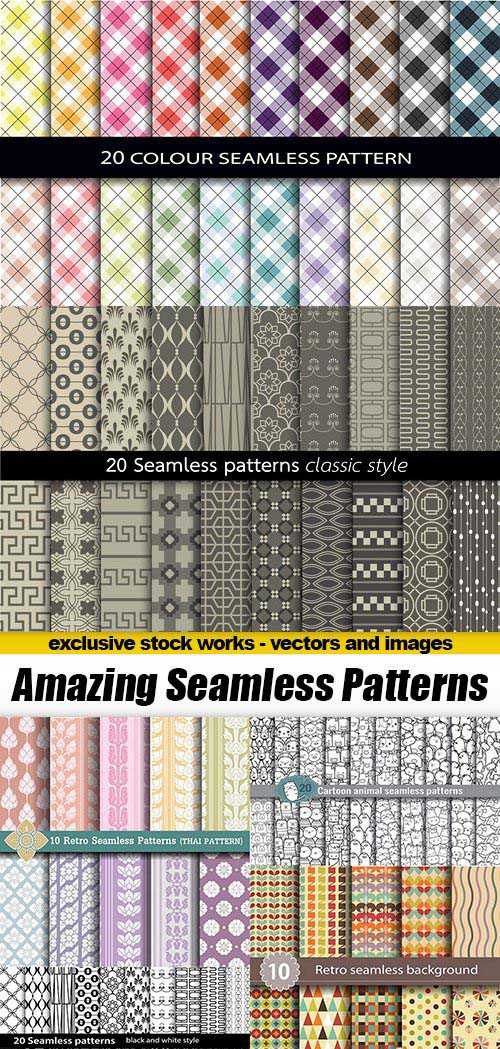 20 COLOUR SEAMLESS PATTERN
20 Seamless patterns classic style
exclusive stock works - vectors and images
Amazing Seamless Patterns
20
Cartoon animal seamless patterns
10 Retro Seamless Patterns (THAI PATTERN)
10
Retro seamless background
20 Seamless patterns black and white style